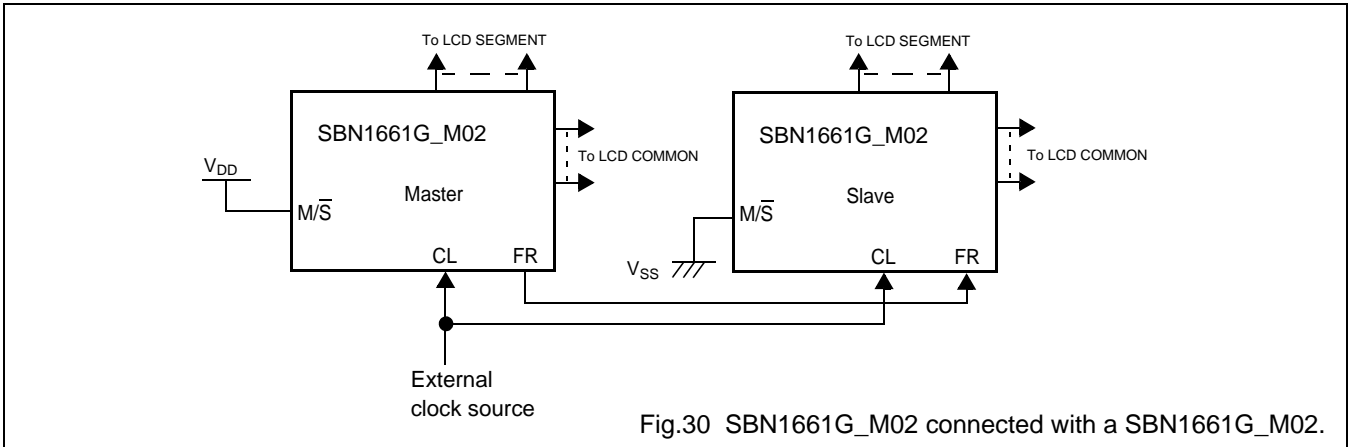 To LCD SEGMENT
SBN1661G_M02
To LCD COMMON
VDD
Master
M/S̅
CL FR
To LCD SEGMENT
SBN1661G_M02
To LCD COMMON
Slave
M/S̅
VSS
CL FR
External
clock source
Fig.30 SBN1661G_M02 connected with a SBN1661G_M02.